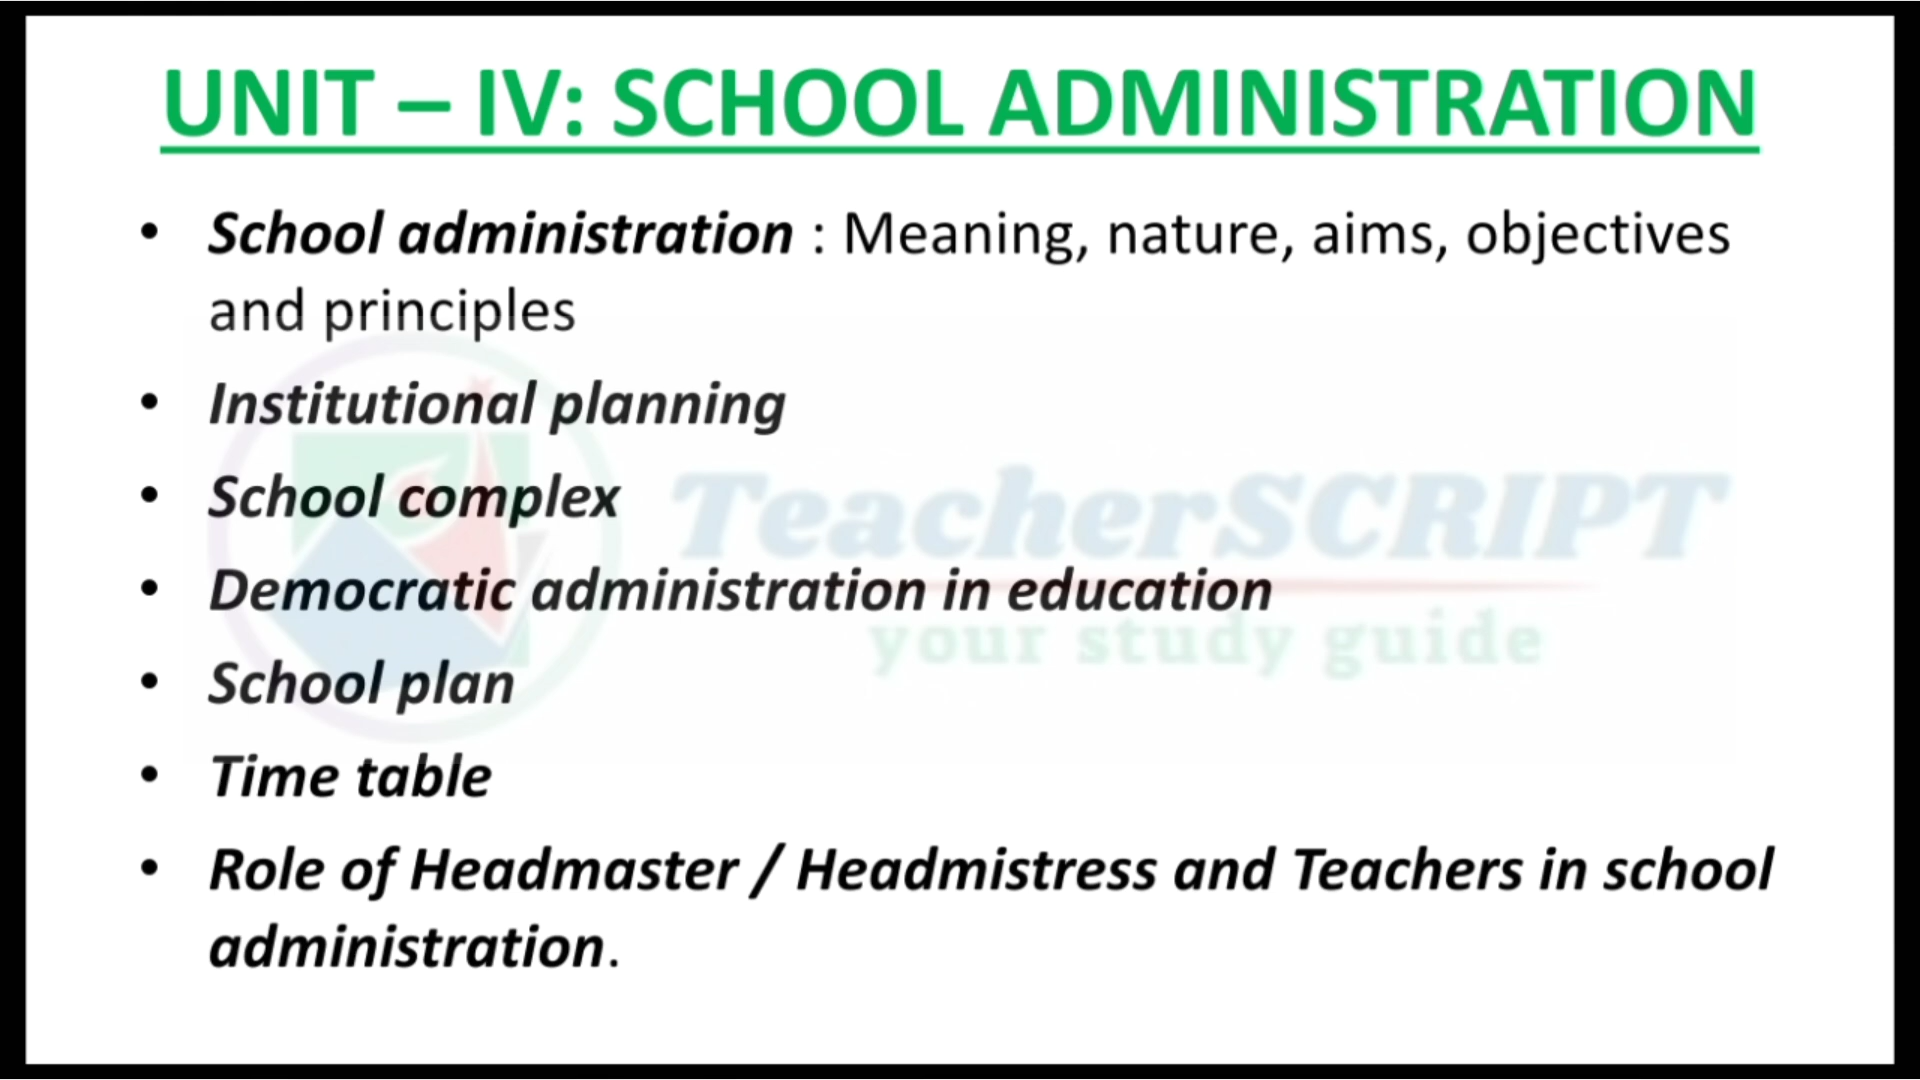 UNIT – IV: SCHOOL ADMINISTRATION
• School administration : Meaning, nature, aims, objectives
and principles
• Institutional planning
• School complex
TeacherSCRIPT
• Democratic administration in education
your study guide
• School plan
• Time table
• Role of Headmaster / Headmistress and Teachers in school
administration.